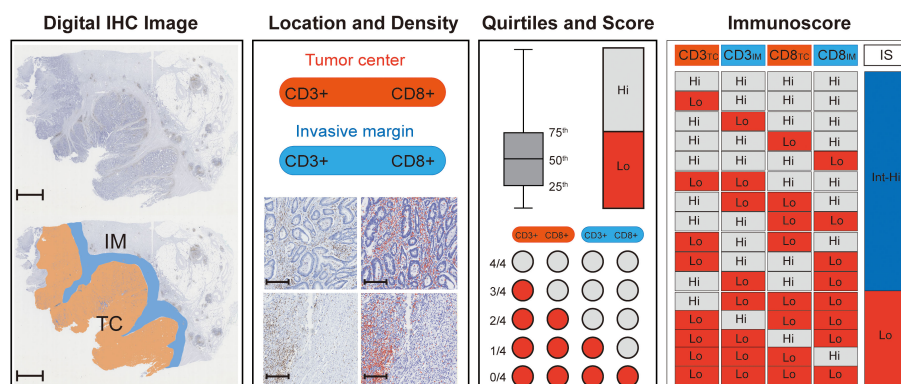 Digital IHC Image
IM
TC
Location and Density
Tumor center
CD3+ CD8+
Invasive margin
CD3+ CD8+
Quirtiles and Score
75th
50th
25th
Hi
Lo
CD3+ CD8+ CD3+ CD8+
4/4
3/4
2/4
1/4
0/4
Immunoscore
CD3TC CD3IM CD8TC CD8IM IS
Hi Hi Hi Hi
Lo Hi Hi Hi
Hi Lo Hi Hi
Hi Hi Lo Hi
Hi Hi Hi Lo
Lo Lo Hi Hi
Hi Lo Lo Hi
Hi Hi Lo Lo
Lo Hi Lo Hi
Lo Hi Hi Lo
Hi Lo Hi Lo
Hi Lo Lo Lo
Lo Hi Lo Lo
Lo Lo Hi Lo
Lo Lo Lo Hi
Lo Lo Lo Lo
Int-Hi
Lo